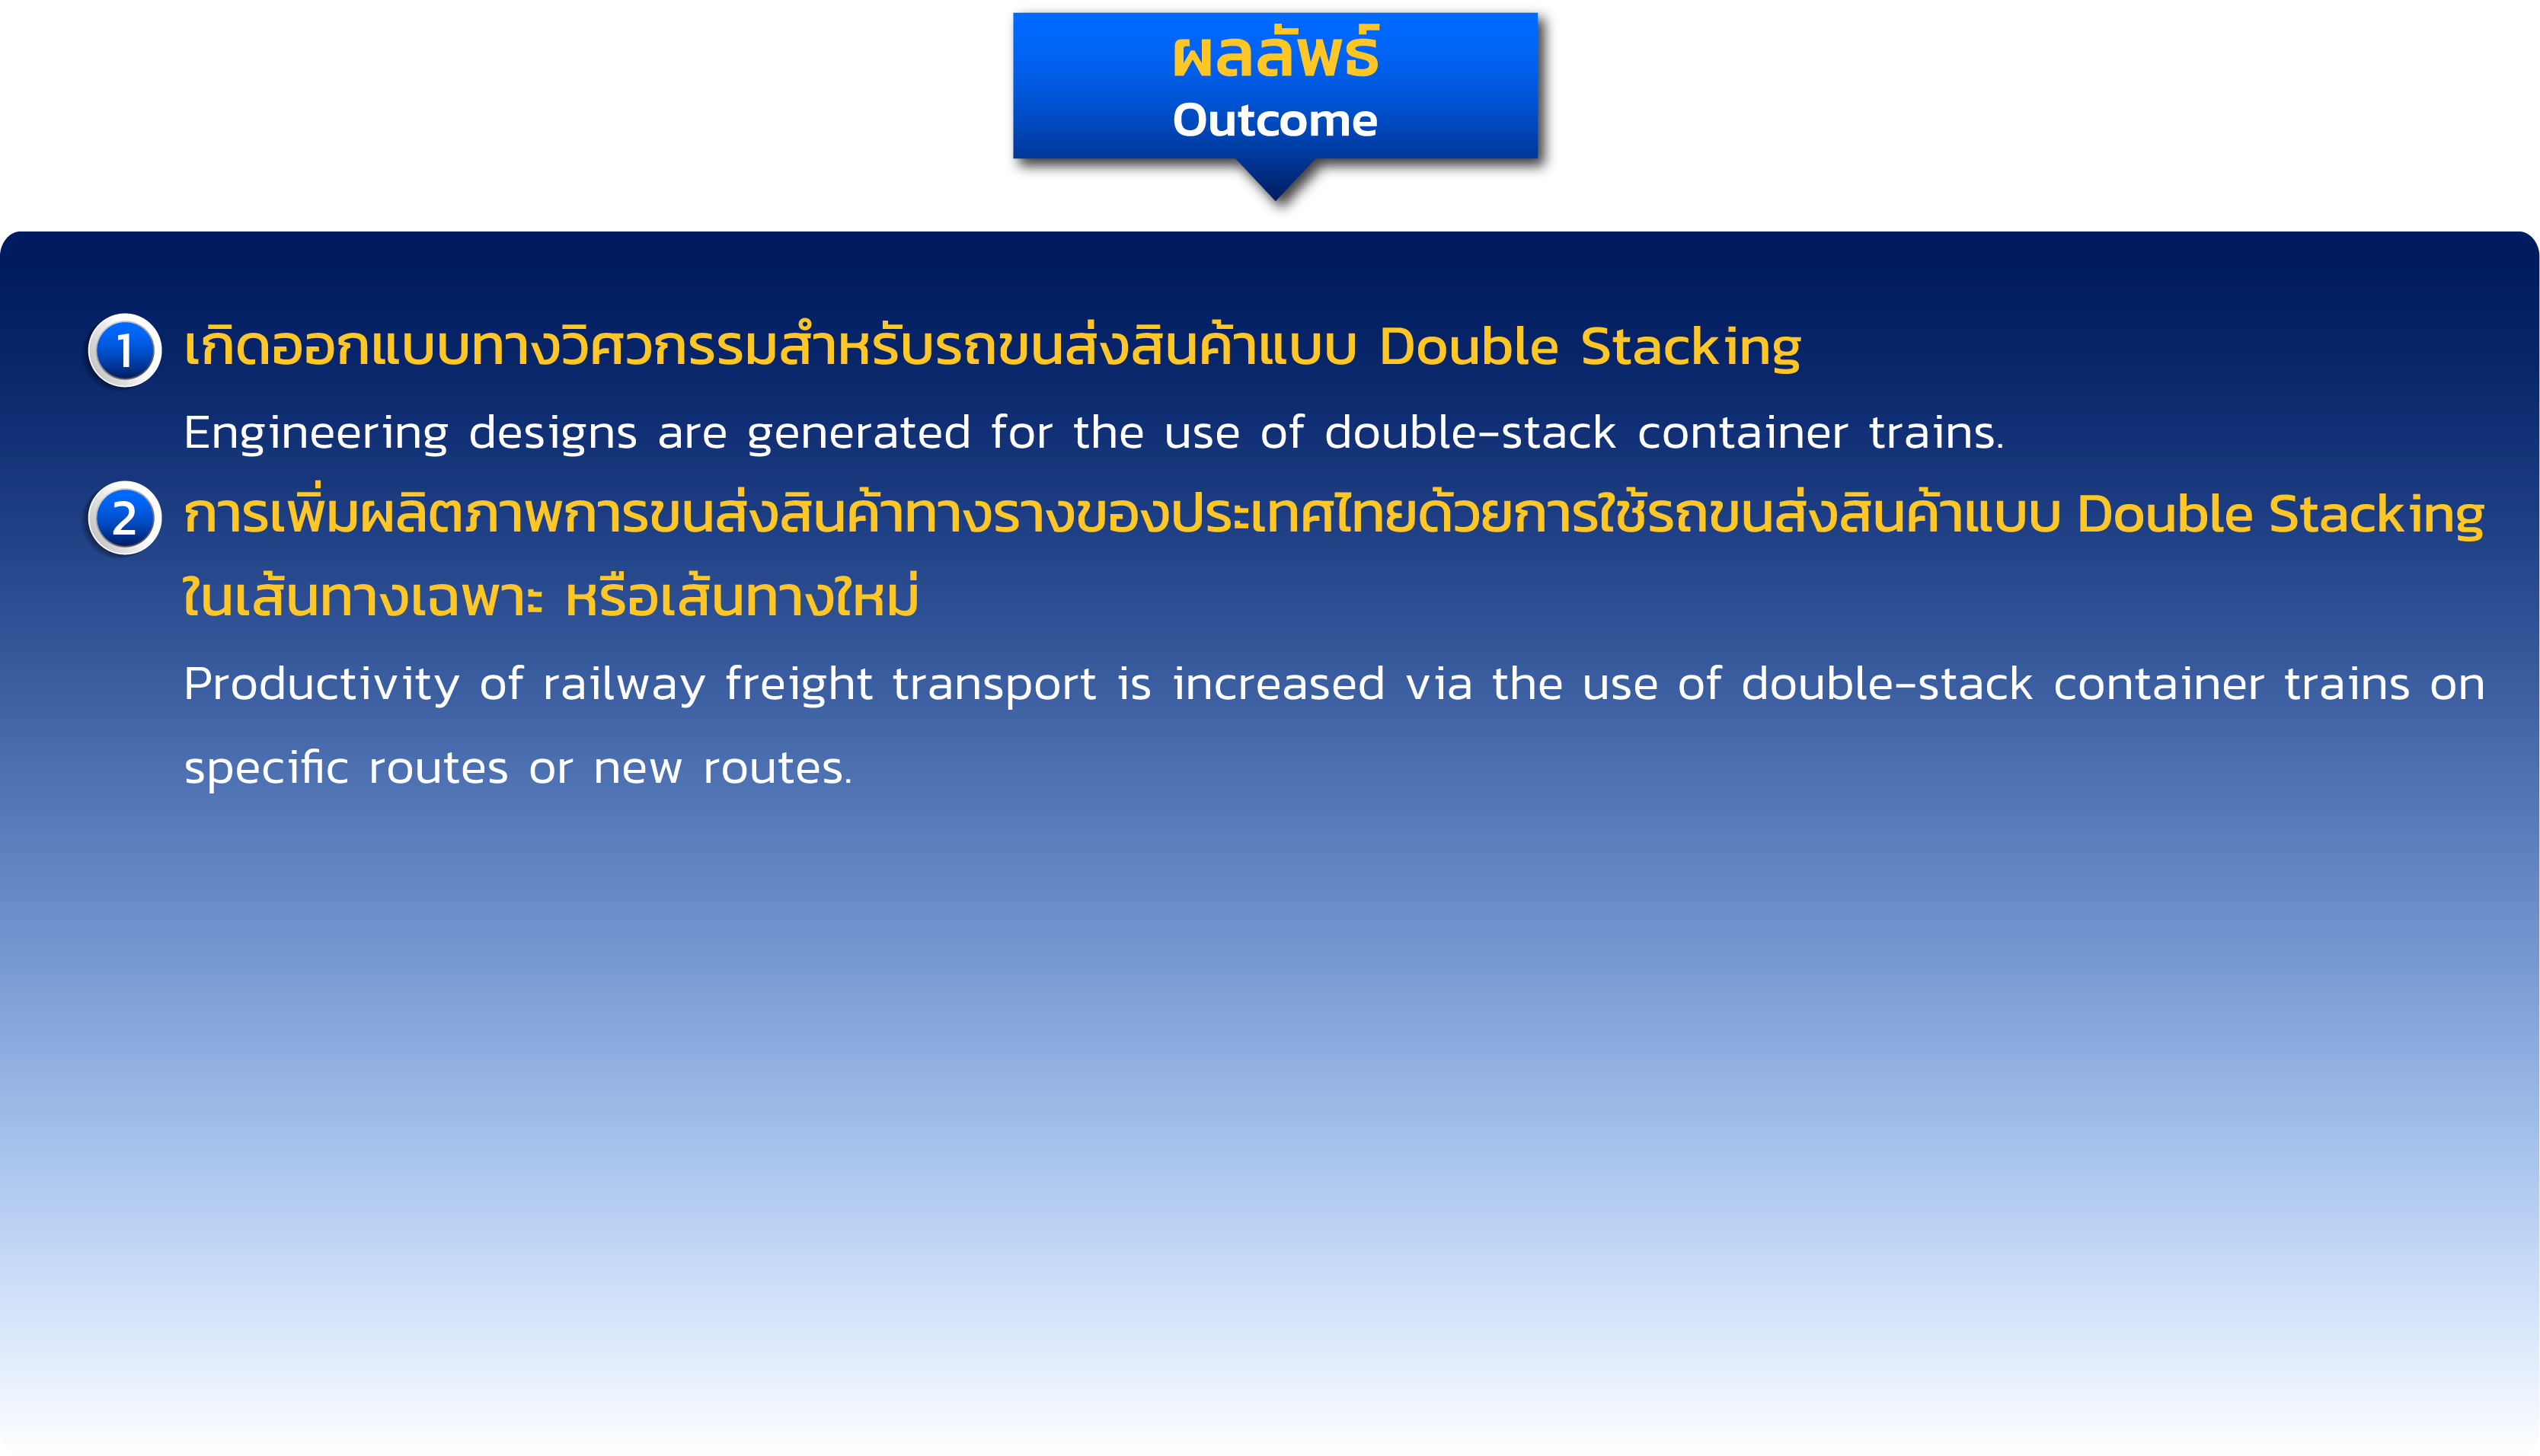 ผลลัพธ์
Outcome
1 เกิดออกแบบทางวิศวกรรมสำหรับรถขนส่งสินค้าแบบ Double Stacking
Engineering designs are generated for the use of double-stack container trains.
2 การเพิ่มผลิตภาพการขนส่งสินค้าทางรางของประเทศไทยด้วยการใช้รถขนส่งสินค้าแบบ Double Stacking
ในเส้นทางเฉพาะ หรือเส้นทางใหม่
Productivity of railway freight transport is increased via the use of double-stack container trains on
specific routes or new routes.